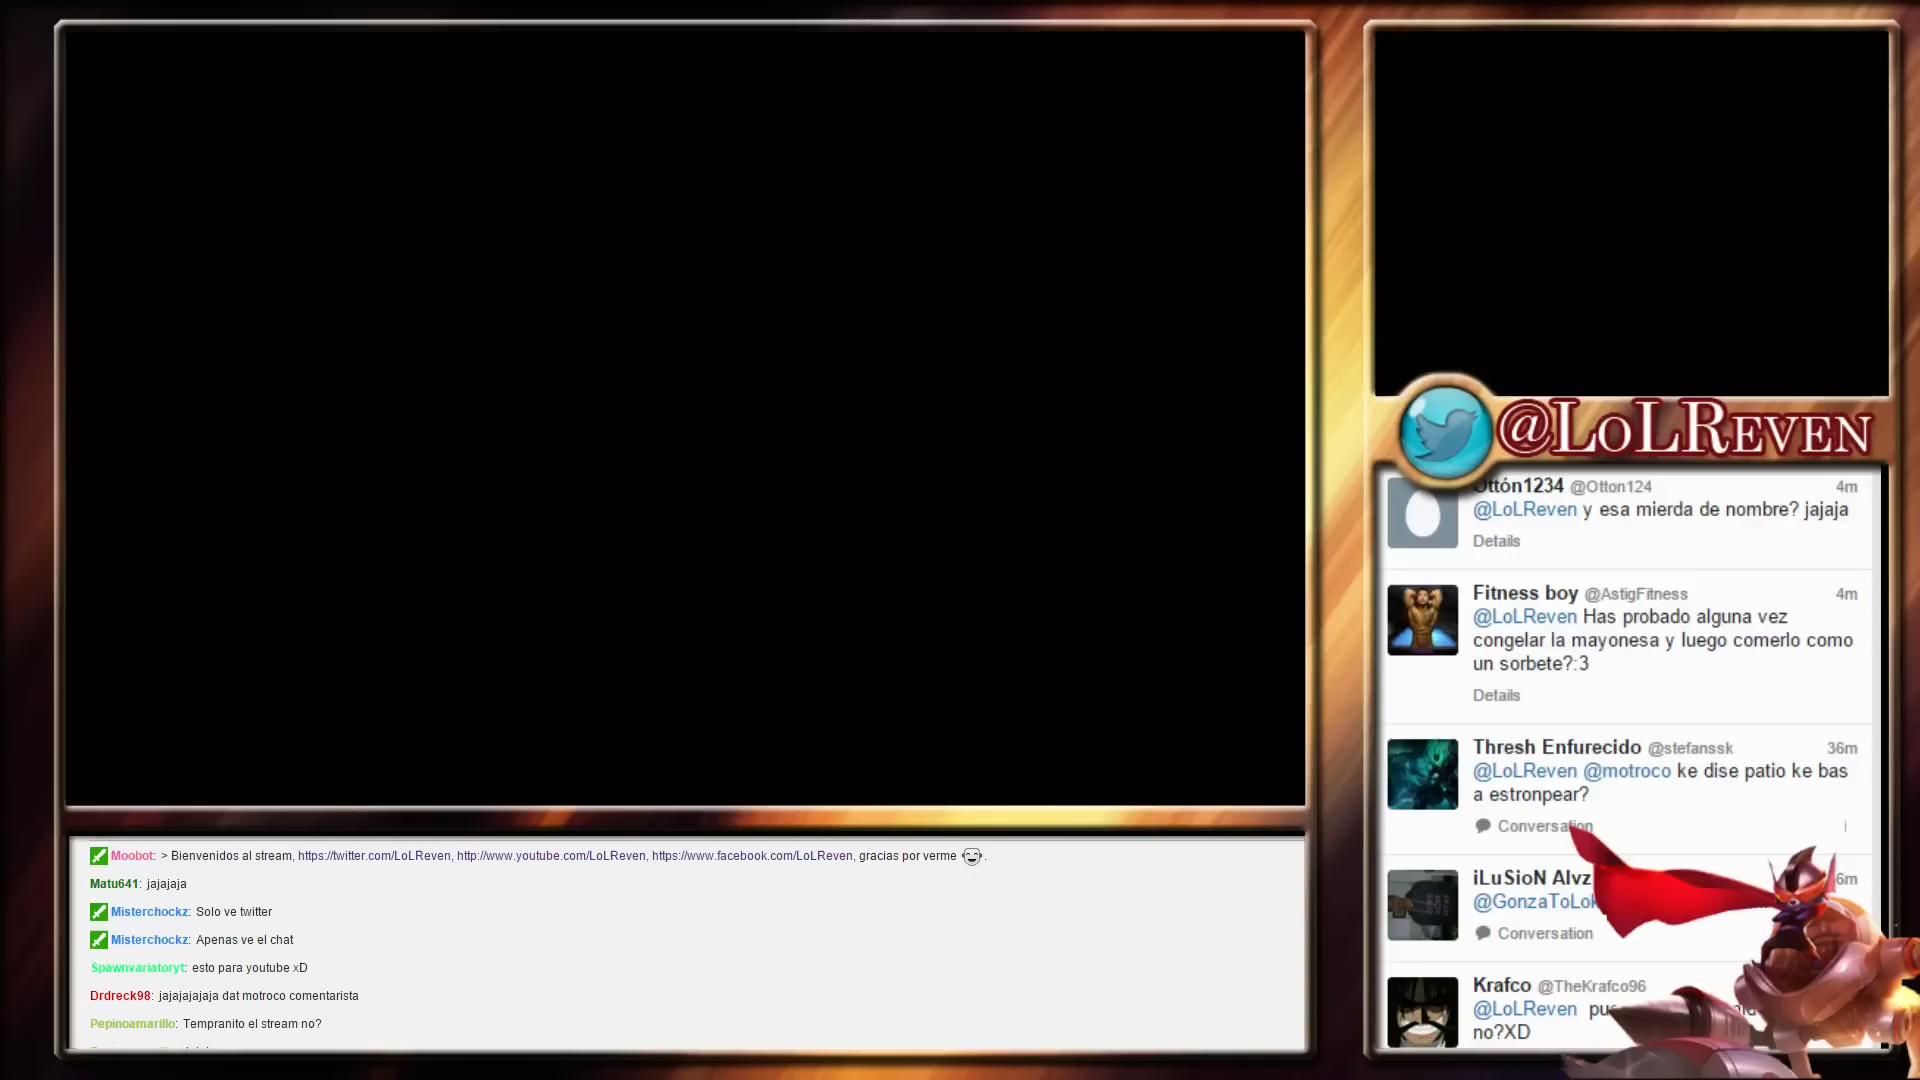 @LoLReven
Ottón1234 @Otton124 4m
@LoLReven y esa mierda de nombre? jajaja
Details
Fitness boy @AstigFitness 4m
@LoLReven Has probado alguna vez
congelar la mayonesa y luego comerlo como
un sorbete?:3
Details
Thresh Enfurecido @stefanssk 36m
@LoLReven @motroco ke dise patio ke bas
a estronpear?
Conversation
iLuSioN Alvz
Conversation
Krafco @TheKrafco96
@LoLReven
no?XD
Moobot: > Bienvenidos al stream, https://twitter.com/LoLReven, http://www.youtube.com/LoLReven, https://www.facebook.com/LoLReven, gracias por verme .
Matu641: jajajaja
Misterchockz: Solo ve twitter
Misterchockz: Apenas ve el chat
Spawnvariatoryt: esto para youtube xD
Drdreck98: jajajajajaja dat motroco comentarista
Pepinoamarillo: Tempranito el stream no?